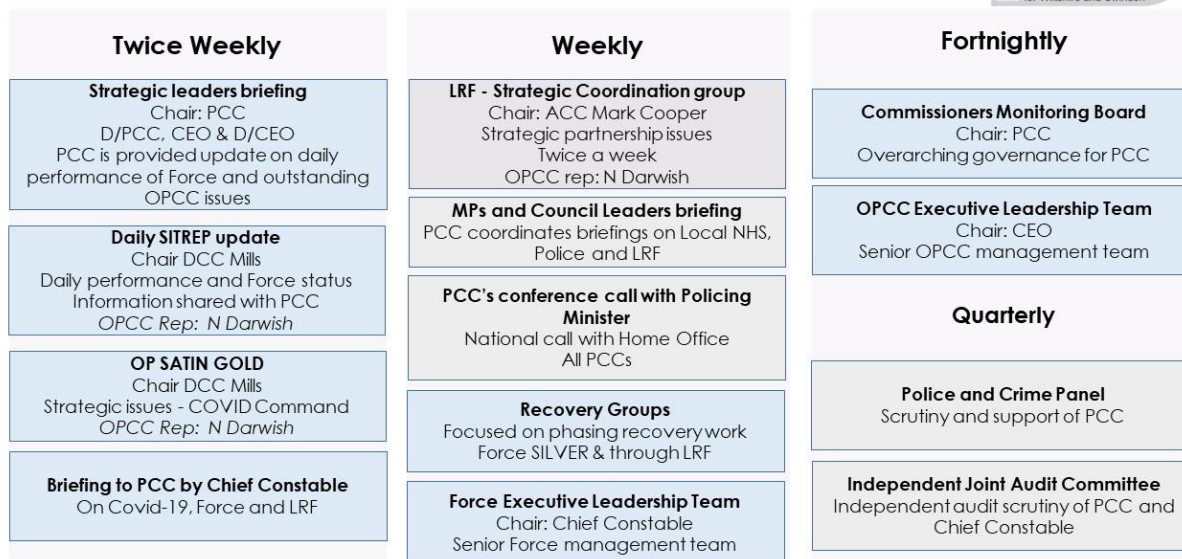 Twice Weekly
Strategic leaders briefing
Chair: PCC
D/PCC, CEO & D/CEO
PCC is provided update on daily
performance of Force and outstanding
OPCC issues
Daily SITREP update
Chair DCC Mills
Daily performance and Force status
Information shared with PCC
OPCC Rep: N Darwish
OP SATIN GOLD
Chair DCC Mills
Strategic issues - COVID Command
OPCC Rep: N Darwish
Briefing to PCC by Chief Constable
On Covid-19, Force and LRF
Weekly
LRF - Strategic Coordination group
Chair: ACC Mark Cooper
Strategic partnership issues
Twice a week
OPCC rep: N Darwish
MPs and Council Leaders briefing
PCC coordinates briefings on Local NHS,
Police and LRF
PCC's conference call with Policing
Minister
National call with Home Office
All PCCs
Recovery Groups
Focused on phasing recovery work
Force SILVER & through LRF
Force Executive Leadership Team
Chair: Chief Constable
Senior Force management team
Fortnightly
Commissioners Monitoring Board
Chair: PCC
Overarching governance for PCC
OPCC Executive Leadership Team
Chair: CEO
Senior OPCC management team
Quarterly
Police and Crime Panel
Scrutiny and support of PCC
Independent Joint Audit Committee
Independent audit scrutiny of PCC and
Chief Constable